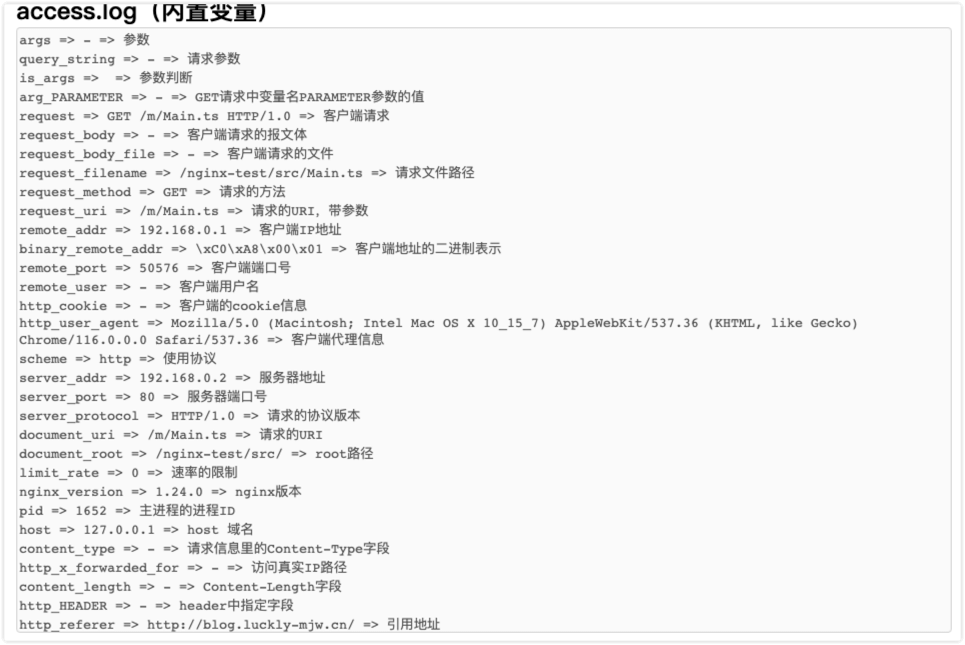 access.log（内置变量）
args => - => 参数
query_string => - => 请求参数
is_args =>  => 参数判断
arg_PARAMETER => - => GET请求中变量名PARAMETER参数的值
request => GET /m/Main.ts HTTP/1.0 => 客户端请求
request_body => - => 客户端请求的报文体
request_body_file => - => 客户端请求的文件
request_filename => /nginx-test/src/Main.ts => 请求文件路径
request_method => GET => 请求的方法
request_uri => /m/Main.ts => 请求的URI，带参数
remote_addr => 192.168.0.1 => 客户端IP地址
binary_remote_addr => \xC0\xA8\x00\x01 => 客户端地址的二进制表示
remote_port => 50576 => 客户端端口号
remote_user => - => 客户端用户名
http_cookie => - => 客户端的cookie信息
http_user_agent => Mozilla/5.0 (Macintosh; Intel Mac OS X 10_15_7) AppleWebKit/537.36 (KHTML, like Gecko)
Chrome/116.0.0.0 Safari/537.36 => 客户端代理信息
scheme => http => 使用协议
server_addr => 192.168.0.2 => 服务器地址
server_port => 80 => 服务器端口号
server_protocol => HTTP/1.0 => 请求的协议版本
document_uri => /m/Main.ts => 请求的URI
document_root => /nginx-test/src/ => root路径
limit_rate => 0 => 速率的限制
nginx_version => 1.24.0 => nginx版本
pid => 1652 => 主进程的进程ID
host => 127.0.0.1 => host 域名
content_type => - => 请求信息里的Content-Type字段
http_x_forwarded_for => - => 访问真实IP路径
content_length => - => Content-Length字段
http_HEADER => - => header中指定字段
http_referer => http://blog.luckly-mjw.cn/ => 引用地址